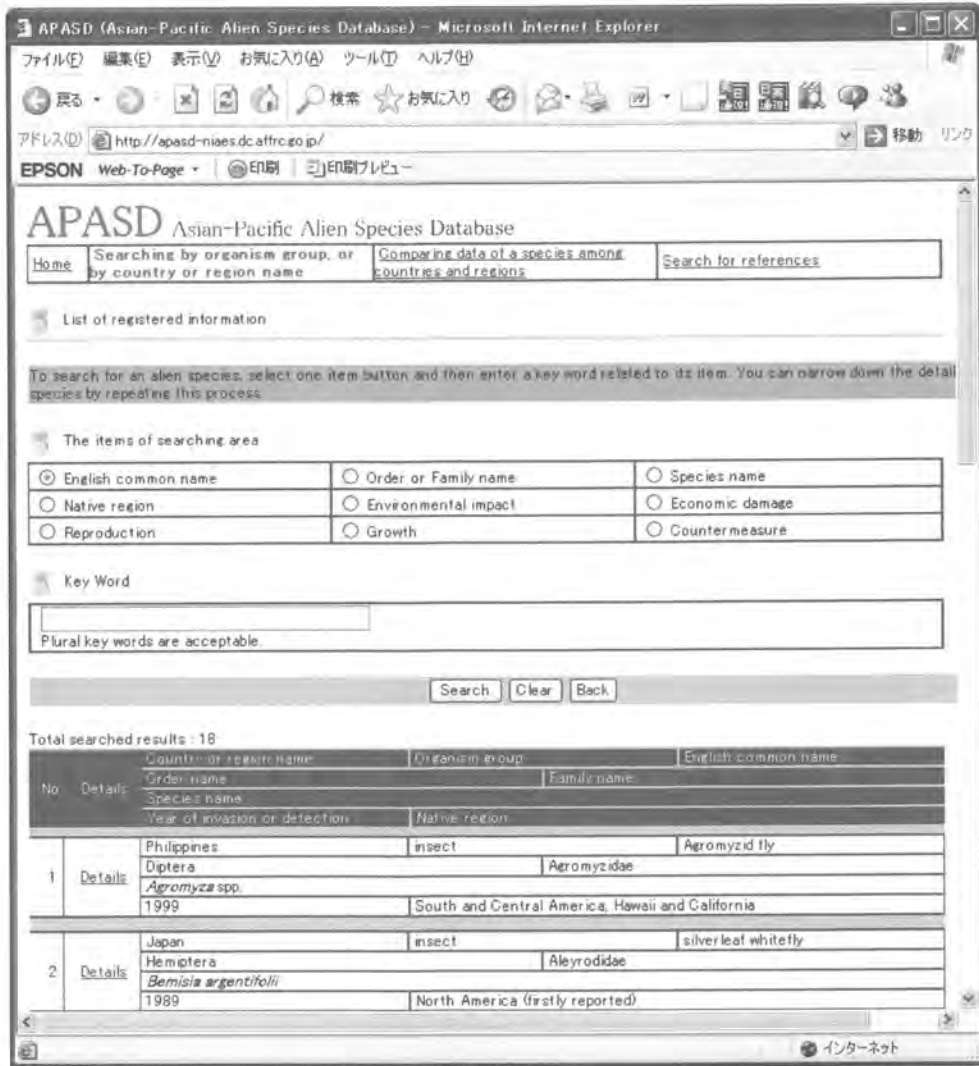 APASD (Asian-Pacific Alien Species Database) - Microsoft Internet Explorer
ファイル(F) 編集(E) 表示(V) お気に入り(A) ツール(T) ヘルプ(H)
戻る 検索 お気に入り
アドレス(D) http://apasd-niaes.dc.affrc.go.jp/ 移動 リンク
EPSON Web-To-Page 印刷 印刷プレビュー
APASD Asian-Pacific Alien Species Database
Home Searching by organism group, or by country or region name Comparing data of a species among countries and regions Search for references
List of registered information
To search for an alien species, select one item button and then enter a key word related to its item. You can narrow down the detail
species by repeating this process
The items of searching area
English common name Order or Family name Species name
Native region Environmental impact Economic damage
Reproduction Growth Countermeasure
Key Word
Plural key words are acceptable.
Search Clear Back
Total searched results : 18
No Details Country or region name Organism group English common name
Order name Family name
Species name
Year of invasion or detection Native region
1 Details Philippines insect Agromyzid fly
Diptera Agromyzidae
Agromyza spp.
1999 South and Central America, Hawaii and California
2 Details Japan insect silverleaf whitefly
Hemiptera Aleyrodidae
Bemisia argentifolii
1989 North America (firstly reported)
インターネット